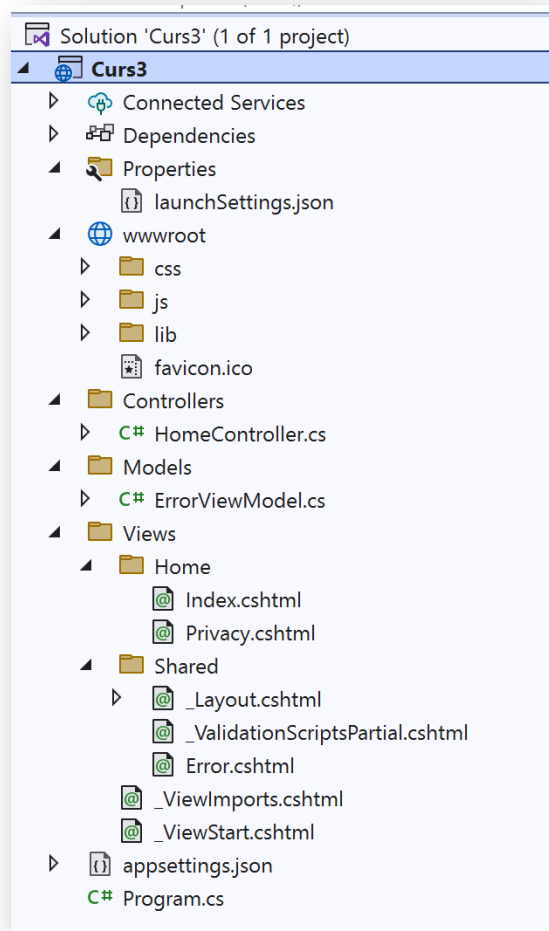 Solution 'Curs3' (1 of 1 project)
Curs3
Connected Services
Dependencies
Properties
launchSettings.json
wwwroot
css
js
lib
favicon.ico
Controllers
C# HomeController.cs
Models
C# ErrorViewModel.cs
Views
Home
Index.cshtml
Privacy.cshtml
Shared
_Layout.cshtml
_ValidationScriptsPartial.cshtml
Error.cshtml
_ViewImports.cshtml
_ViewStart.cshtml
appsettings.json
C# Program.cs